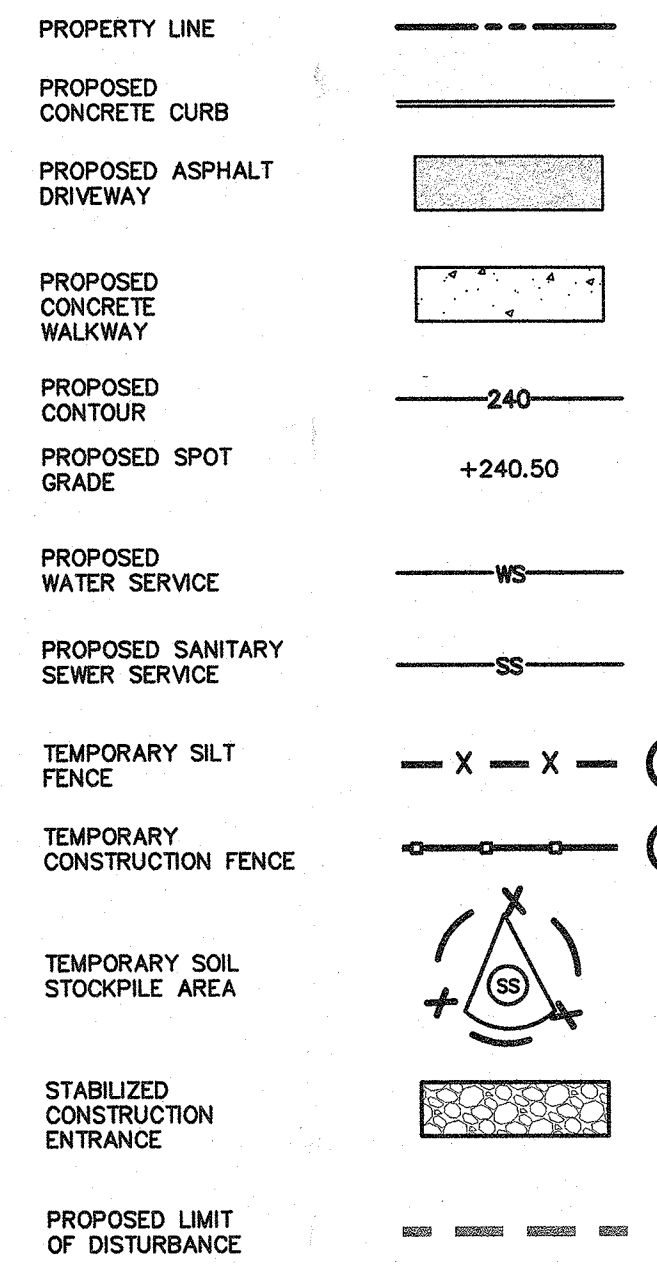 PROPERTY LINE
PROPOSED
CONCRETE CURB
PROPOSED ASPHALT
DRIVEWAY
PROPOSED
CONCRETE
WALKWAY
PROPOSED
CONTOUR
240
PROPOSED SPOT
GRADE
+240.50
PROPOSED
WATER SERVICE
WS
PROPOSED SANITARY
SEWER SERVICE
SS
TEMPORARY SILT
FENCE
X X
TEMPORARY
CONSTRUCTION FENCE
TEMPORARY SOIL
STOCKPILE AREA
SS
STABILIZED
CONSTRUCTION
ENTRANCE
PROPOSED LIMIT
OF DISTURBANCE